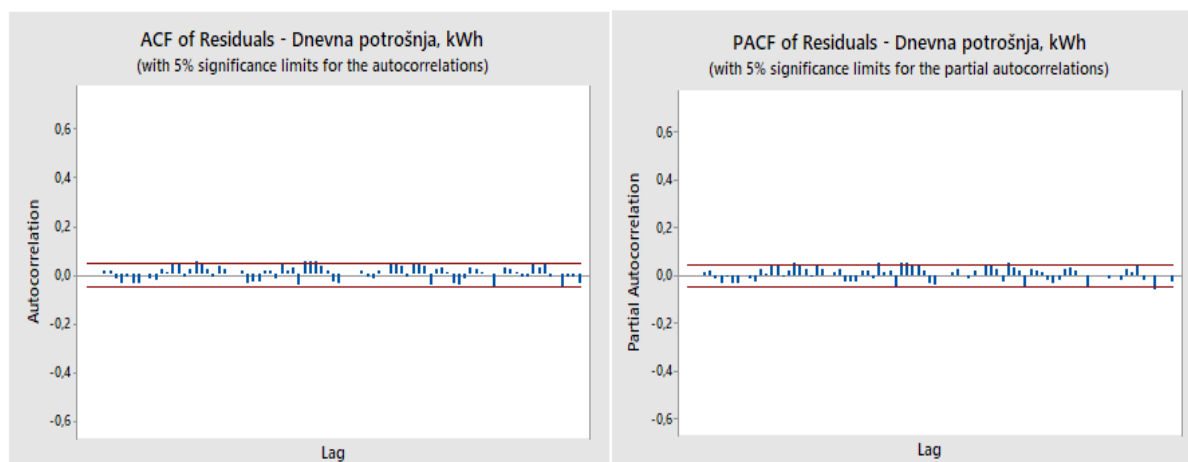 ACF of Residuals - Dnevna potrošnja, kWh
(with 5% significance limits for the autocorrelations)
Autocorrelation
0,6
0,4
0,2
0,0
-0,2
-0,4
-0,6
Lag
PACF of Residuals - Dnevna potrošnja, kWh
(with 5% significance limits for the partial autocorrelations)
Partial Autocorrelation
0,6
0,4
0,2
0,0
-0,2
-0,4
-0,6
Lag